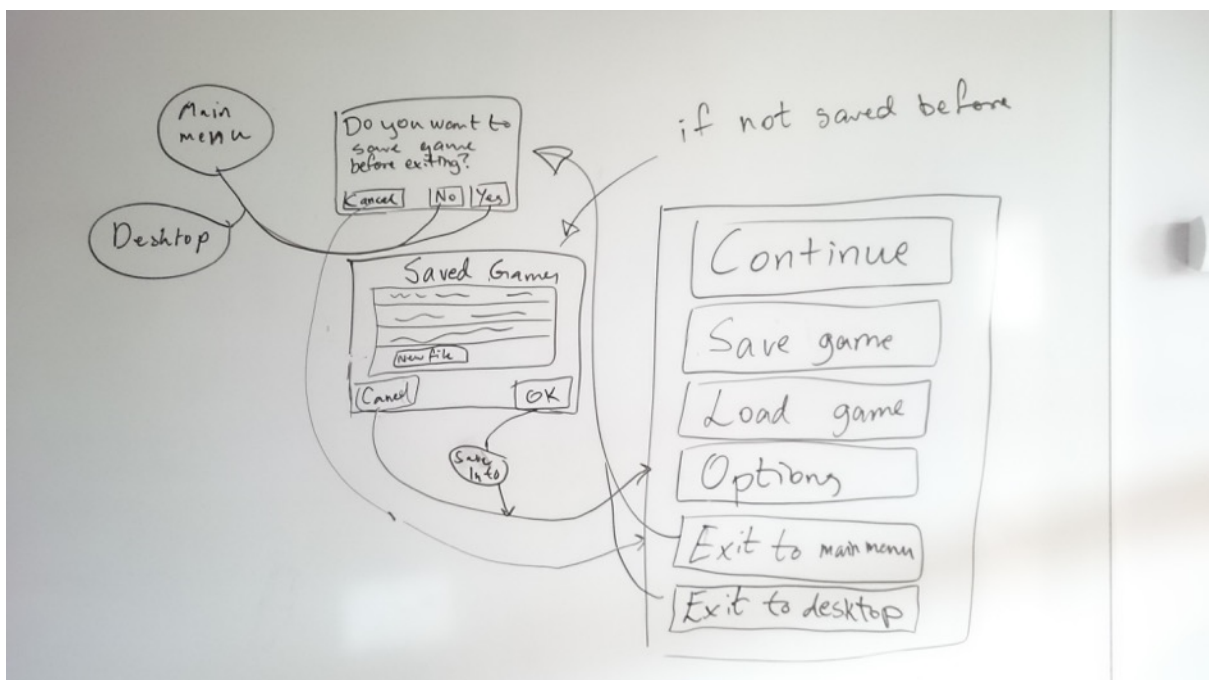 Main
menu
Desktop
Do you want to
save game
before exiting?
Cancel No Yes
if not saved before
Saved Games
New file
Cancel OK
Save
Into
Continue
Save game
Load game
Options
Exit to main menu
Exit to desktop